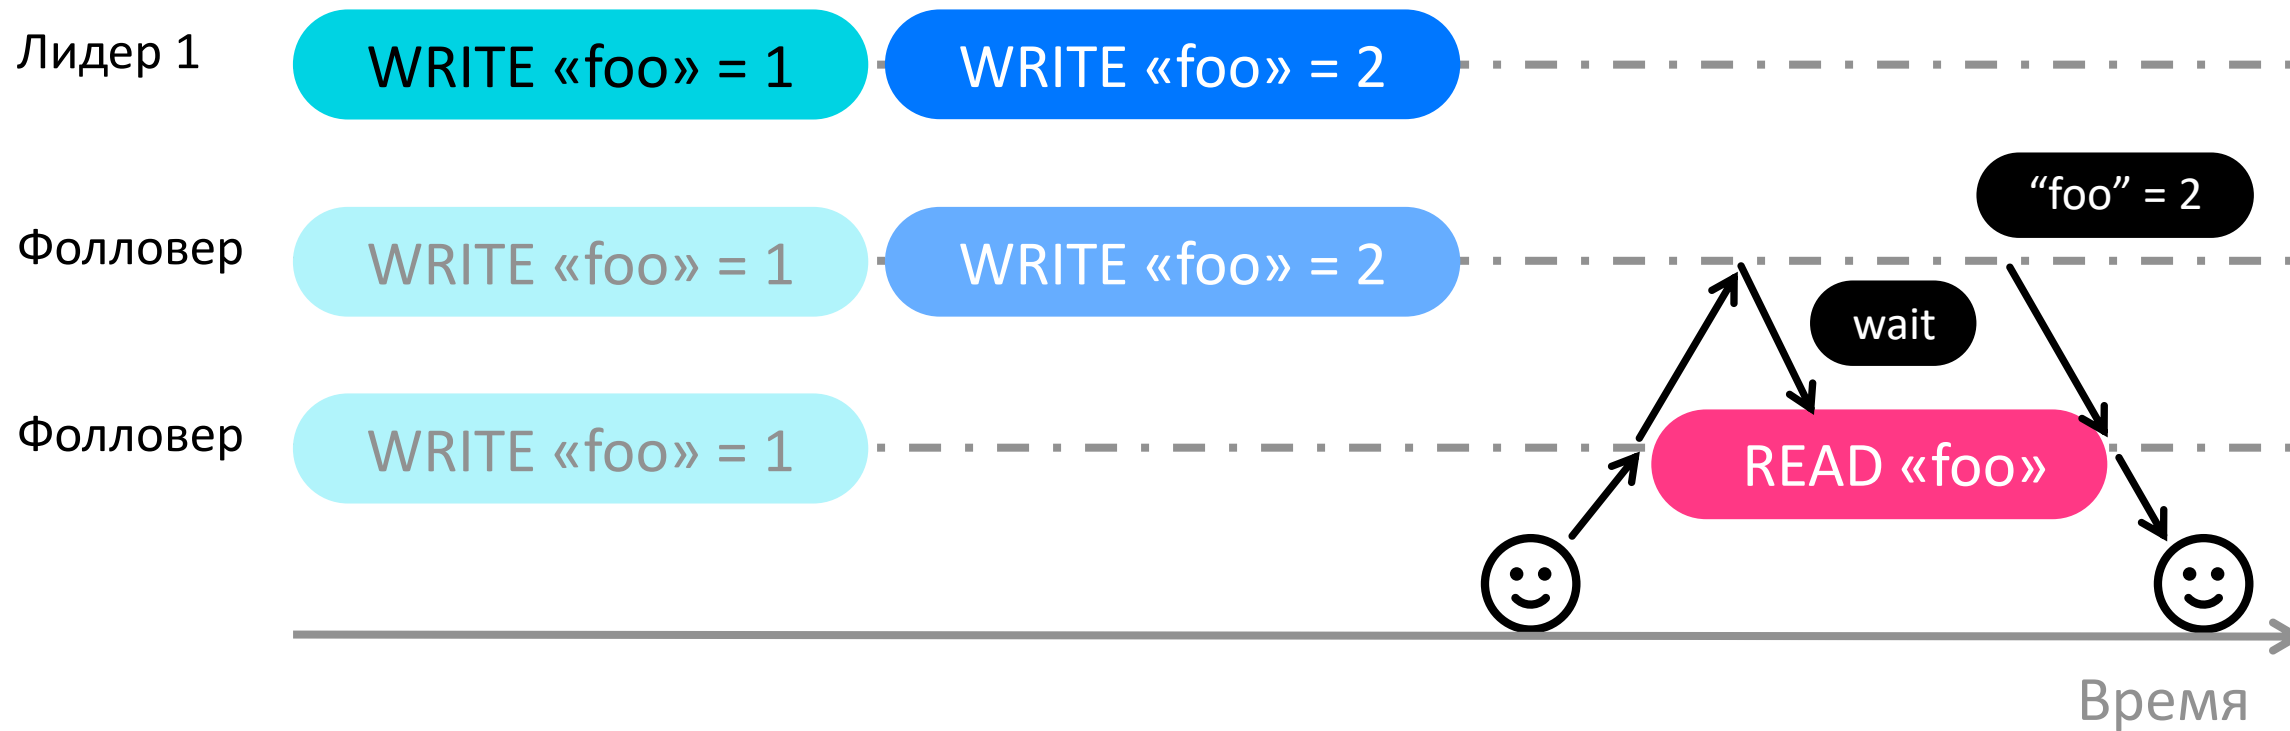 Лидер 1
WRITE «foo» = 1
WRITE «foo» = 2
“foo” = 2
Фолловер
WRITE «foo» = 1
WRITE «foo» = 2
wait
Фолловер
WRITE «foo» = 1
READ «foo»
Время